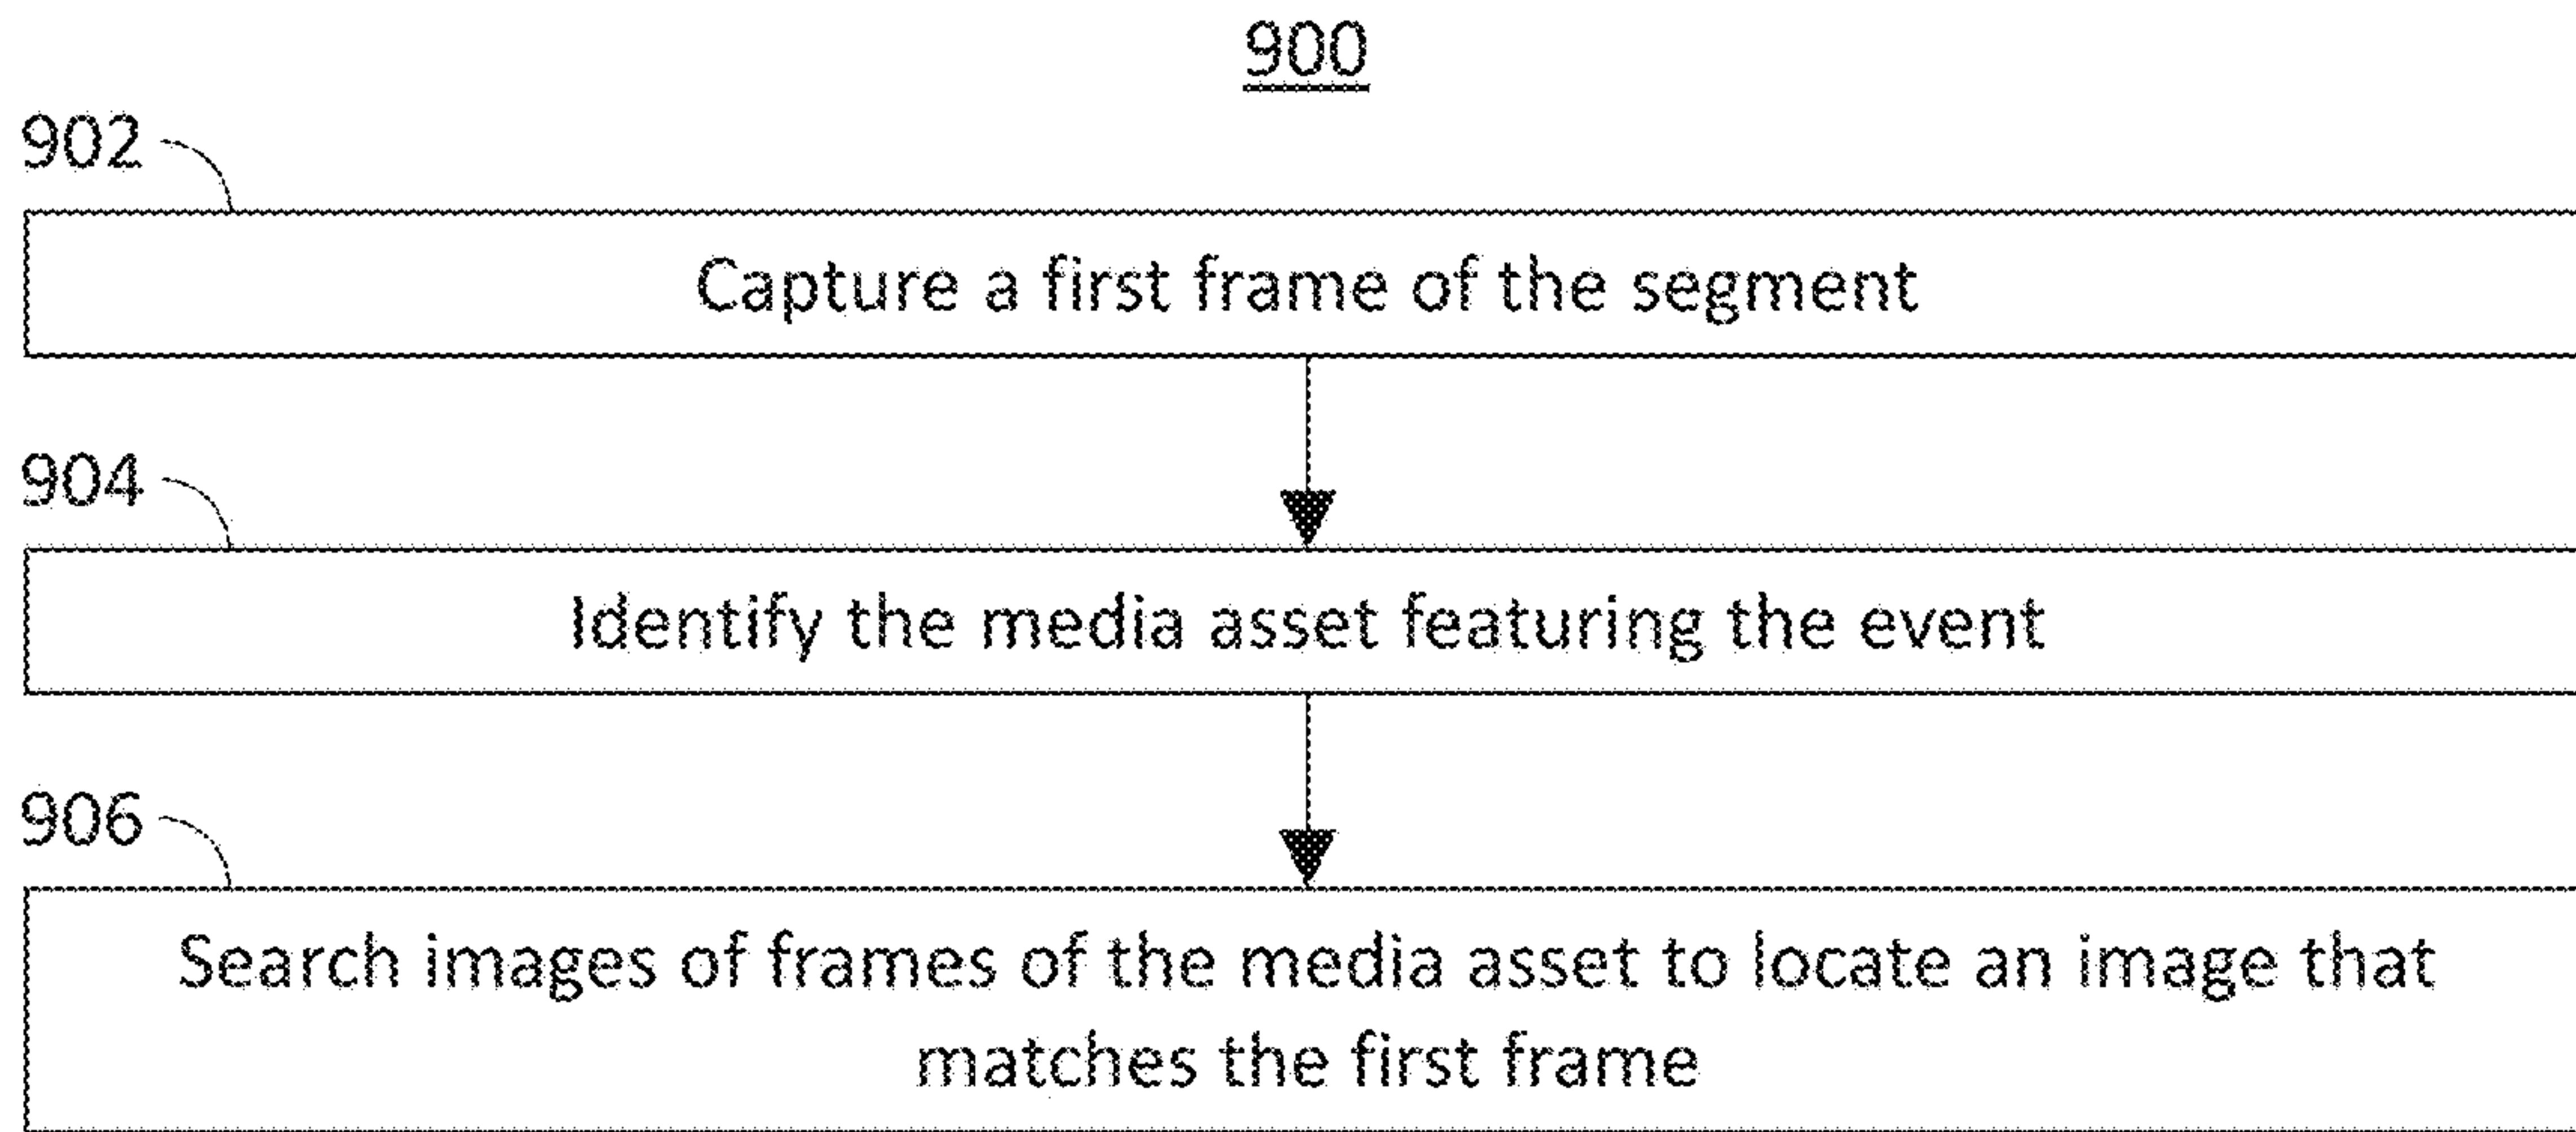 900
902
Capture a first frame of the segment
904
Identify the media asset featuring the event
906
Search images of frames of the media asset to locate an image that
matches the first frame